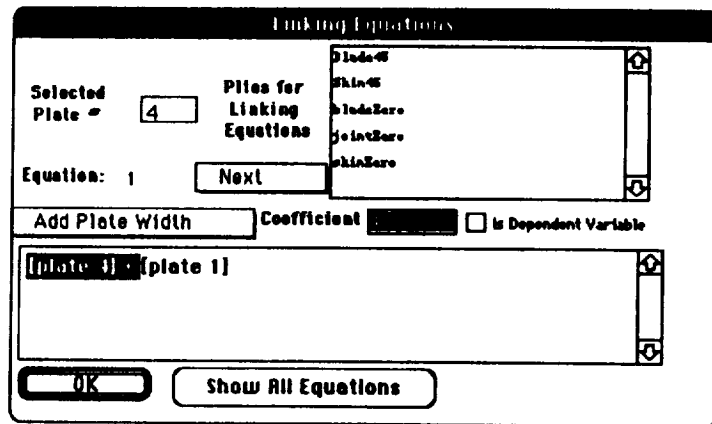 Linking Equations
Selected
Plate #
4
Plies for
Linking
Equations
Blade45
Skin45
bladeZero
jointZero
skinZero
Equation: 1
Next
Add Plate Width
Coefficient
Is Dependent Variable
[plate 1]
OK
Show All Equations